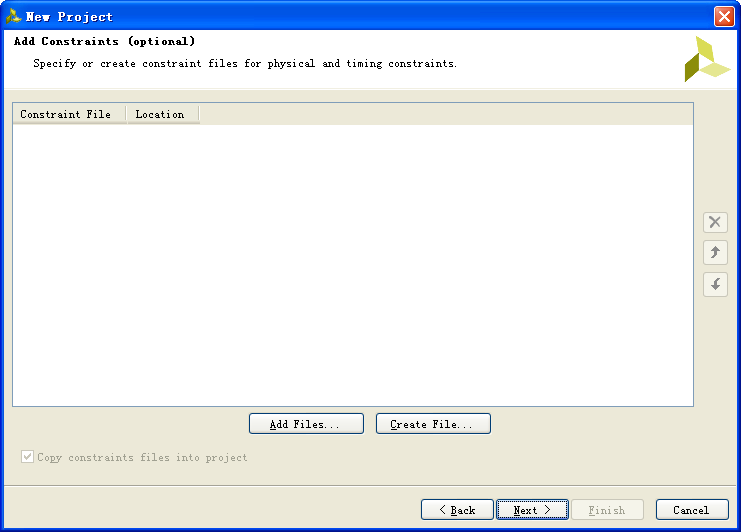 New Project
Add Constraints (optional)
Specify or create constraint files for physical and timing constraints.
Constraint File Location
Add Files... Create File...
Copy constraints files into project
< Back Next > Finish Cancel